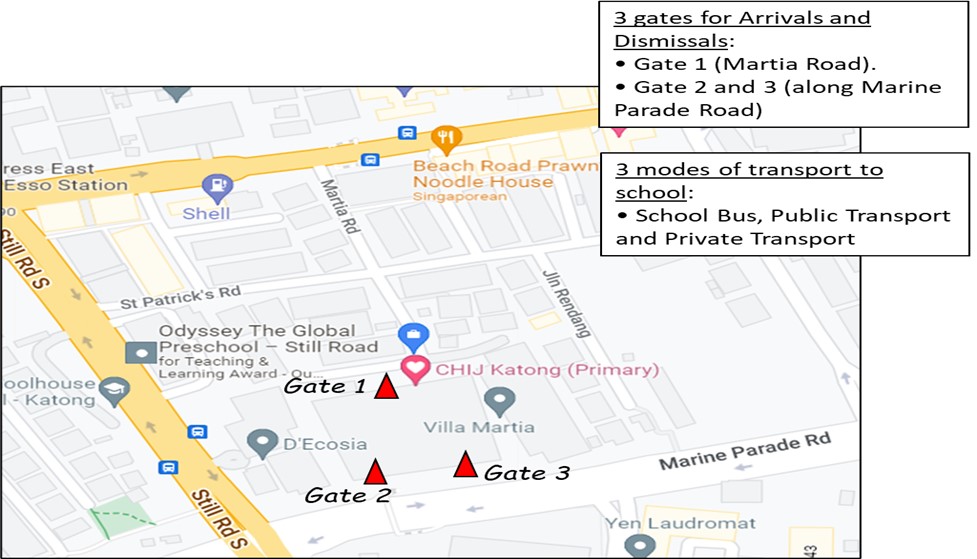 3 gates for Arrivals and
Dismissals:
• Gate 1 (Martia Road).
• Gate 2 and 3 (along Marine
Parade Road)
3 modes of transport to
school:
• School Bus, Public Transport
and Private Transport
ress East
Esso Station
90
Shell
Beach Road Prawn
Noodle House
Singaporean
Martia Rd
Still Rd S
St Patrick's Rd
Jln Rendang
Odyssey The Global
Preschool – Still Road
for Teaching &
Learning Award - Qu...
CHIJ Katong (Primary)
Gate 1
oolhouse
l - Katong
Villa Martia
D'Ecosia
Marine Parade Rd
Gate 2
Gate 3
Still Rd S
Yen Laudromat
43